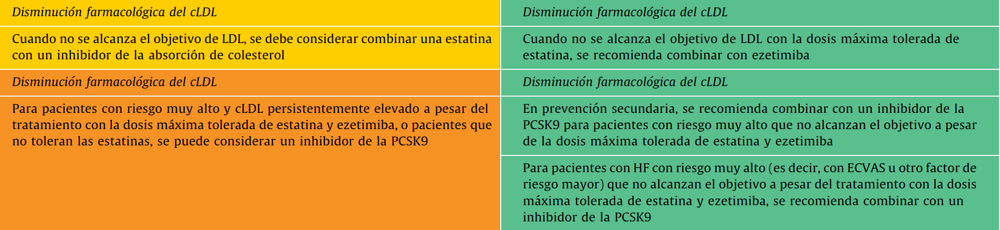 Disminución farmacológica del cLDL
Disminución farmacológica del cLDL
Cuando no se alcanza el objetivo de LDL, se debe considerar combinar una estatina
con un inhibidor de la absorción de colesterol
Cuando no se alcanza el objetivo de LDL con la dosis máxima tolerada de
estatina, se recomienda combinar con ezetimiba
Disminución farmacológica del cLDL
Disminución farmacológica del cLDL
Para pacientes con riesgo muy alto y cLDL persistentemente elevado a pesar del
tratamiento con la dosis máxima tolerada de estatina y ezetimiba, o pacientes que
no toleran las estatinas, se puede considerar un inhibidor de la PCSK9
En prevención secundaria, se recomienda combinar con un inhibidor de la
PCSK9 para pacientes con riesgo muy alto que no alcanzan el objetivo a pesar
de la dosis máxima tolerada de estatina y ezetimiba
Para pacientes con HF con riesgo muy alto (es decir, con ECVAS u otro factor de
riesgo mayor) que no alcanzan el objetivo a pesar del tratamiento con la dosis
máxima tolerada de estatina y ezetimiba, se recomienda combinar con un
inhibidor de la PCSK9